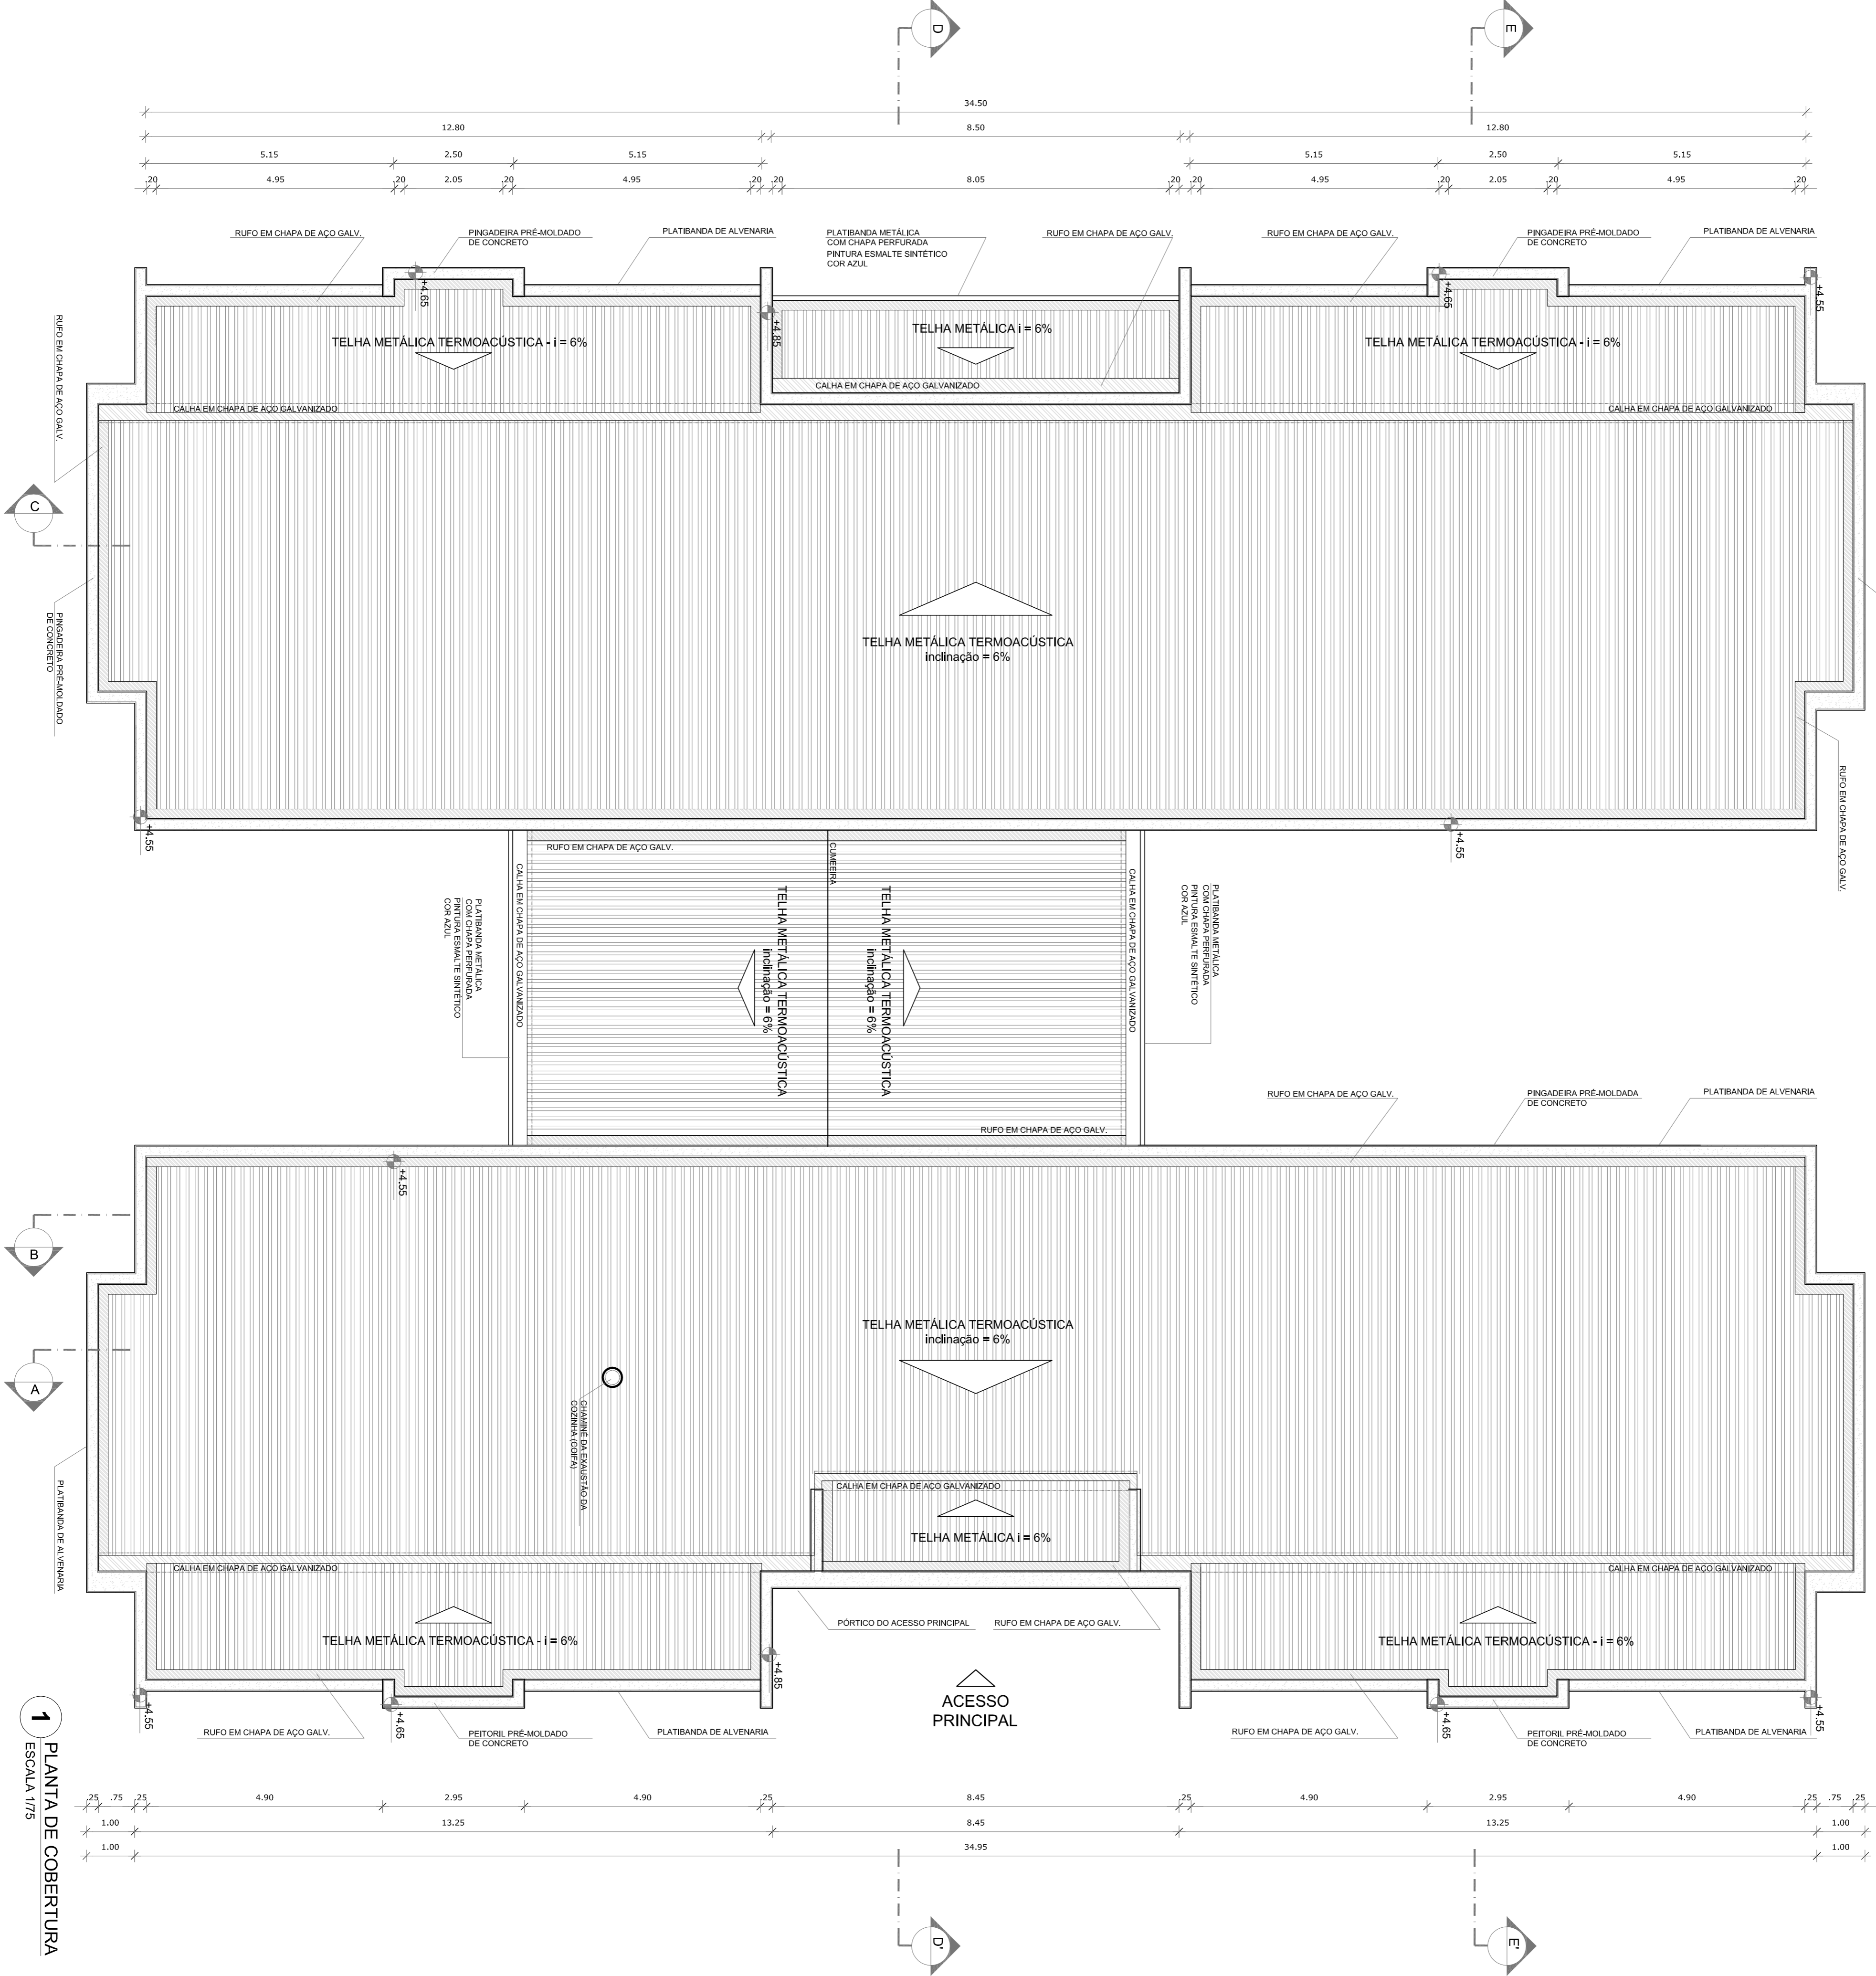 D
E
34.50
12.80
8.50
12.80
5.15
2.50
5.15
5.15
2.50
5.15
.20
4.95
.20
2.05
.20
4.95
.20
.20
8.05
.20
.20
4.95
.20
2.05
.20
4.95
.20
RUFO EM CHAPA DE AÇO GALV.
PINGADEIRA PRÉ-MOLDADO
DE CONCRETO
PLATIBANDA DE ALVENARIA
PLATIBANDA METÁLICA
COM CHAPA PERFURADA
PINTURA ESMALTE SINTÉTICO
COR AZUL
RUFO EM CHAPA DE AÇO GALV.
RUFO EM CHAPA DE AÇO GALV.
PINGADEIRA PRÉ-MOLDADO
DE CONCRETO
PLATIBANDA DE ALVENARIA
+4.65
+4.85
+4.65
+4.55
RUFO EM CHAPA DE AÇO GALV.
TELHA METÁLICA TERMOACÚSTICA - i = 6%
TELHA METÁLICA i = 6%
TELHA METÁLICA TERMOACÚSTICA - i = 6%
CALHA EM CHAPA DE AÇO GALVANIZADO
CALHA EM CHAPA DE AÇO GALVANIZADO
CALHA EM CHAPA DE AÇO GALVANIZADO
C
PINGADEIRA PRÉ-MOLDADO
DE CONCRETO
TELHA METÁLICA TERMOACÚSTICA
inclinação = 6%
RUFO EM CHAPA DE AÇO GALV.
+4.55
+4.55
RUFO EM CHAPA DE AÇO GALV.
CUMEEIRA
CALHA EM CHAPA DE AÇO GALVANIZADO
CALHA EM CHAPA DE AÇO GALVANIZADO
PLATIBANDA METÁLICA
COM CHAPA PERFURADA
PINTURA ESMALTE SINTÉTICO
COR AZUL
TELHA METÁLICA TERMOACÚSTICA
inclinação = 6%
TELHA METÁLICA TERMOACÚSTICA
inclinação = 6%
PLATIBANDA METÁLICA
COM CHAPA PERFURADA
PINTURA ESMALTE SINTÉTICO
COR AZUL
RUFO EM CHAPA DE AÇO GALV.
RUFO EM CHAPA DE AÇO GALV.
PINGADEIRA PRÉ-MOLDADA
DE CONCRETO
PLATIBANDA DE ALVENARIA
+4.55
B
A
TELHA METÁLICA TERMOACÚSTICA
inclinação = 6%
CHAMINÉ DA EXAUSTÃO DA
COZINHA (COIFA)
PLATIBANDA DE ALVENARIA
CALHA EM CHAPA DE AÇO GALVANIZADO
TELHA METÁLICA i = 6%
CALHA EM CHAPA DE AÇO GALVANIZADO
CALHA EM CHAPA DE AÇO GALVANIZADO
PÓRTICO DO ACESSO PRINCIPAL
RUFO EM CHAPA DE AÇO GALV.
TELHA METÁLICA TERMOACÚSTICA - i = 6%
TELHA METÁLICA TERMOACÚSTICA - i = 6%
+4.85
ACESSO
PRINCIPAL
+4.55
+4.65
+4.65
+4.55
RUFO EM CHAPA DE AÇO GALV.
PEITORIL PRÉ-MOLDADO
DE CONCRETO
PLATIBANDA DE ALVENARIA
RUFO EM CHAPA DE AÇO GALV.
PEITORIL PRÉ-MOLDADO
DE CONCRETO
PLATIBANDA DE ALVENARIA
1
PLANTA DE COBERTURA
ESCALA 1/75
.25
.75
.25
4.90
2.95
4.90
.25
8.45
.25
4.90
2.95
4.90
.25
.75
.25
1.00
13.25
8.45
13.25
1.00
1.00
34.95
1.00
D'
E'